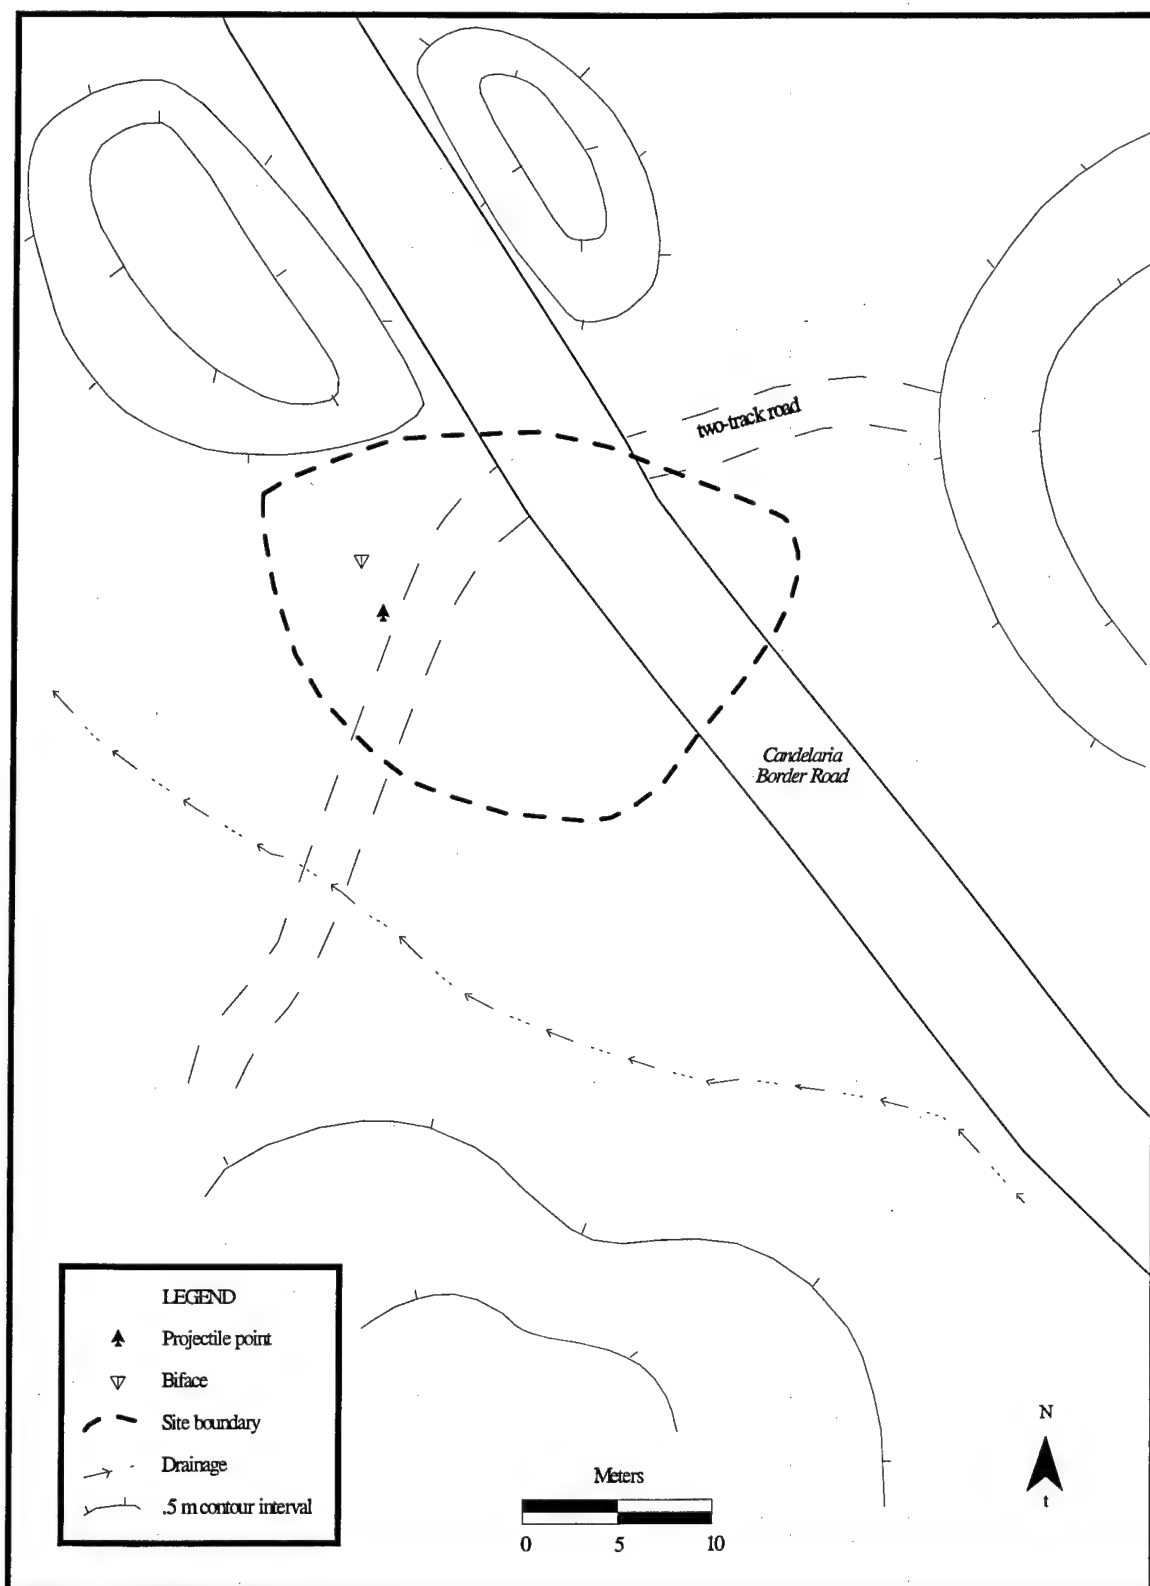 two-track road
Candelaria
Border Road
LEGEND
Projectile point
Biface
Site boundary
Drainage
.5 m contour interval
Meters
0 5 10
N
t